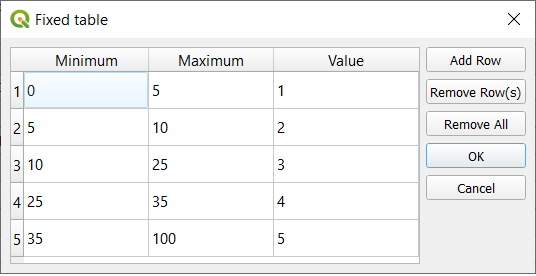 Fixed table
Minimum Maximum Value
1 0 5 1
2 5 10 2
3 10 25 3
4 25 35 4
5 35 100 5
Add Row
Remove Row(s)
Remove All
OK
Cancel